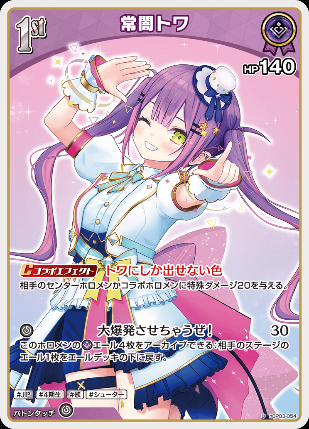 1st
常闇トワ
HP140
コラボエフェクト トワにしか出せない色
相手のセンターホロメンかコラボホロメンに特殊ダメージ20を与える。
大爆発させちゃうぜ! 30
このホロメンの エール4枚をアーカイブできる:相手のステージの
エール1枚をエールデッキの下に戻す。
#JP #4期生 #歌 #シューター
バトンタッチ